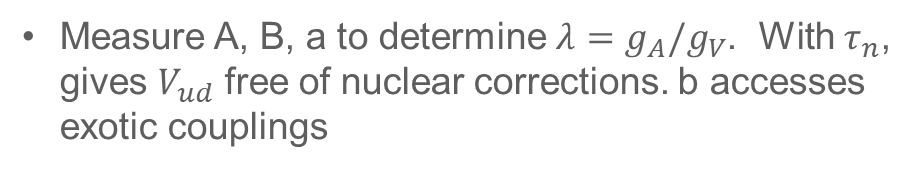 • Measure A, B, a to determine λ = g_A/g_V. With τ_n,
gives V_ud free of nuclear corrections. b accesses
exotic couplings